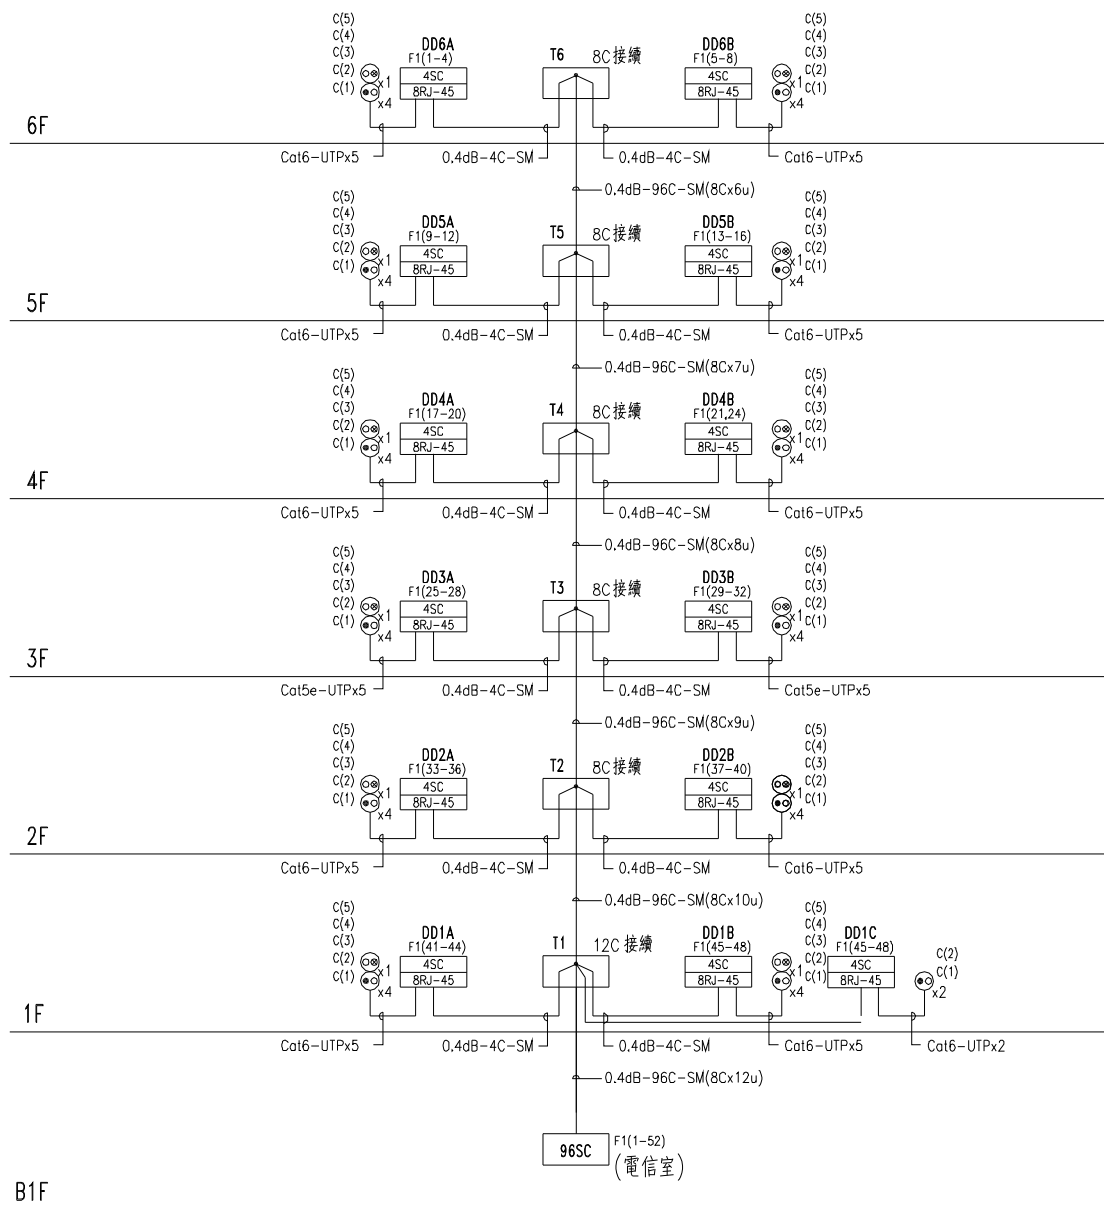 C(5)
C(4)
C(3)
C(2)
C(1)
x1
x4
DD6A
F1(1-4)
4SC
8RJ-45
T6
8C接續
DD6B
F1(5-8)
4SC
8RJ-45
C(5)
C(4)
C(3)
C(2)
C(1)
x1
x4
6F
Cat6-UTPx5
0.4dB-4C-SM
0.4dB-4C-SM
Cat6-UTPx5
0.4dB-96C-SM(8Cx6u)
C(5)
C(4)
C(3)
C(2)
C(1)
x1
x4
DD5A
F1(9-12)
4SC
8RJ-45
T5
8C接續
DD5B
F1(13-16)
4SC
8RJ-45
C(5)
C(4)
C(3)
C(2)
C(1)
x1
x4
5F
Cat6-UTPx5
0.4dB-4C-SM
0.4dB-4C-SM
Cat6-UTPx5
0.4dB-96C-SM(8Cx7u)
C(5)
C(4)
C(3)
C(2)
C(1)
x1
x4
DD4A
F1(17-20)
4SC
8RJ-45
T4
8C接續
DD4B
F1(21,24)
4SC
8RJ-45
C(5)
C(4)
C(3)
C(2)
C(1)
x1
x4
4F
Cat6-UTPx5
0.4dB-4C-SM
0.4dB-4C-SM
Cat6-UTPx5
0.4dB-96C-SM(8Cx8u)
C(5)
C(4)
C(3)
C(2)
C(1)
x1
x4
DD3A
F1(25-28)
4SC
8RJ-45
T3
8C接續
DD3B
F1(29-32)
4SC
8RJ-45
C(5)
C(4)
C(3)
C(2)
C(1)
x1
x4
3F
Cat5e-UTPx5
0.4dB-4C-SM
0.4dB-4C-SM
Cat5e-UTPx5
0.4dB-96C-SM(8Cx9u)
C(5)
C(4)
C(3)
C(2)
C(1)
x1
x4
DD2A
F1(33-36)
4SC
8RJ-45
T2
8C接續
DD2B
F1(37-40)
4SC
8RJ-45
C(5)
C(4)
C(3)
C(2)
C(1)
x1
x4
2F
Cat6-UTPx5
0.4dB-4C-SM
0.4dB-4C-SM
Cat6-UTPx5
0.4dB-96C-SM(8Cx10u)
C(5)
C(4)
C(3)
C(2)
C(1)
x1
x4
DD1A
F1(41-44)
4SC
8RJ-45
T1
12C接續
DD1B
F1(45-48)
4SC
8RJ-45
C(5)
C(4)
C(3)
C(2)
C(1)
x1
x4
DD1C
F1(45-48)
4SC
8RJ-45
C(2)
C(1)
x2
1F
Cat6-UTPx5
0.4dB-4C-SM
0.4dB-4C-SM
Cat6-UTPx5
Cat6-UTPx2
0.4dB-96C-SM(8Cx12u)
96SC
F1(1-52)
(電信室)
B1F